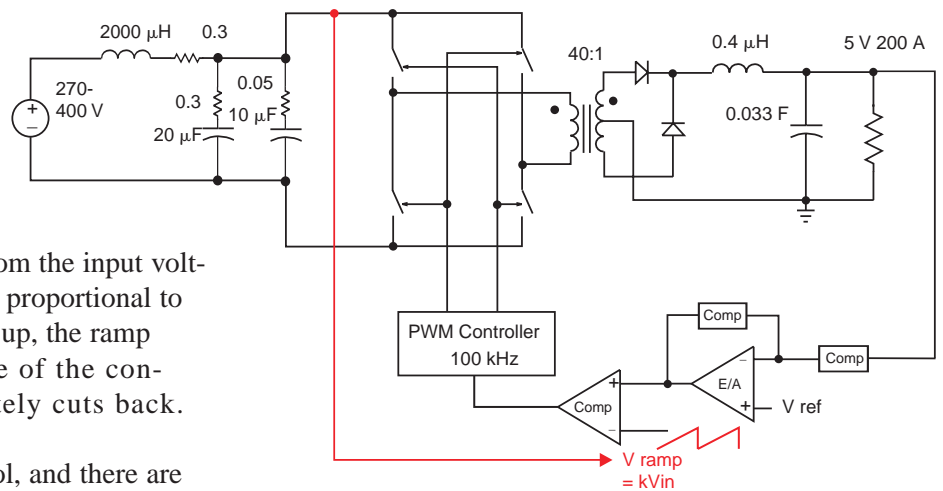 2000 μH
0.3
270-
400 V
0.3
20 μF
0.05
10 μF
40:1
0.4 μH
5 V 200 A
0.033 F
om the input volt-
proportional to
up, the ramp
e of the con-
tely cuts back.
ol, and there are
PWM Controller
100 kHz
Comp
Comp
E/A
Comp
V ref
V ramp
= kVin